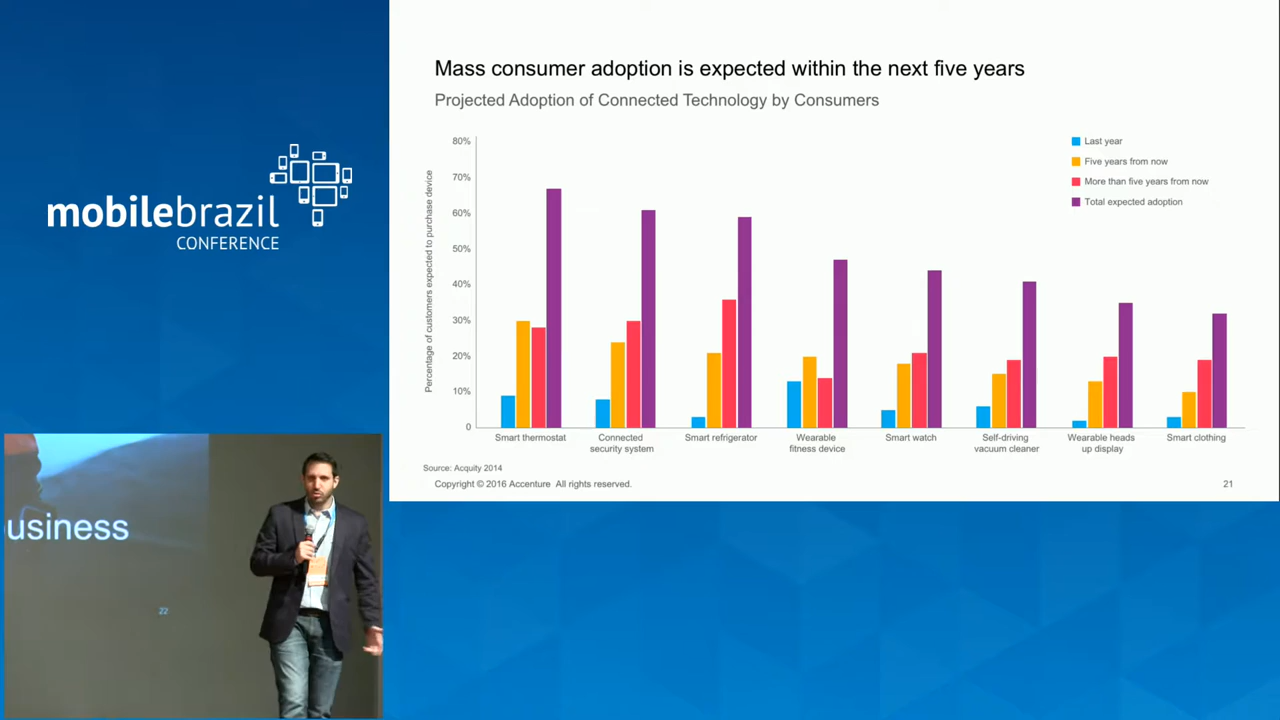 mobilebrazil
CONFERENCE
Mass consumer adoption is expected within the next five years
Projected Adoption of Connected Technology by Consumers
Percentage of customers expected to purchase device
80%
70%
60%
50%
40%
30%
20%
10%
0
Last year
Five years from now
More than five years from now
Total expected adoption
Smart thermostat
Connected
security system
Smart refrigerator
Wearable
fitness device
Smart watch
Self-driving
vacuum cleaner
Wearable heads
up display
Smart clothing
Source: Acquity 2014
Copyright © 2016 Accenture All rights reserved.
21
usiness
22